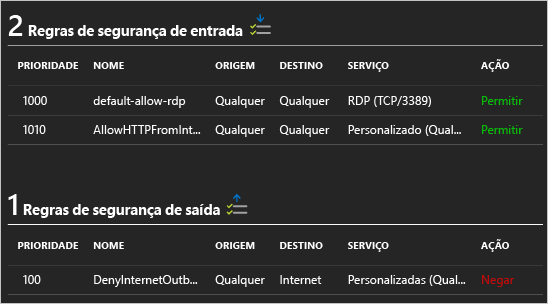 2 Regras de segurança de entrada
PRIORIDADE NOME ORIGEM DESTINO SERVIÇO AÇÃO
1000 default-allow-rdp Qualquer Qualquer RDP (TCP/3389) Permitir
1010 AllowHTTPFromInt... Qualquer Qualquer Personalizado (Qual... Permitir
1 Regras de segurança de saída
PRIORIDADE NOME ORIGEM DESTINO SERVIÇO AÇÃO
100 DenyInternetOutb... Qualquer Internet Personalizadas (Qual... Negar